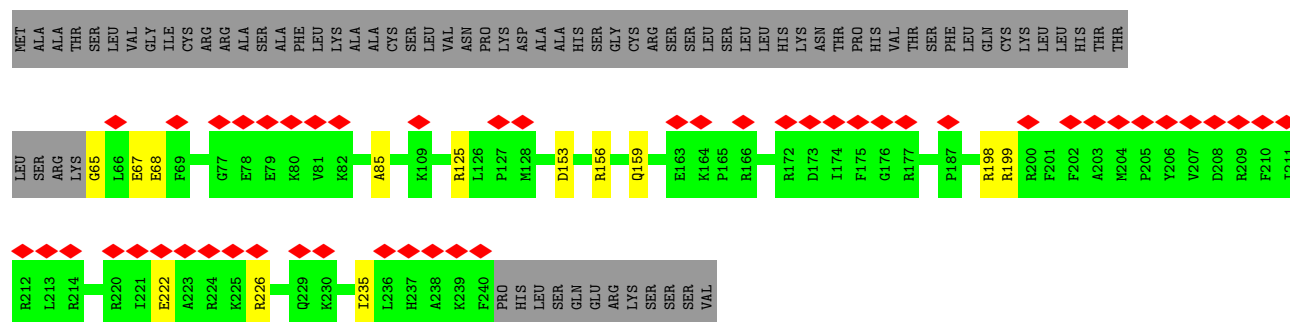 MET ALA ALA THR SER LEU VAL GLY ILE CYS ARG ARG ALA SER ALA PHE LEU LYS ALA ALA CYS SER LEU VAL ASN PRO LYS ASP ALA ALA HIS SER GLY CYS ARG SER SER LEU SER LEU LEU HIS LYS ASN THR PRO HIS VAL THR SER PHE LEU GLN CYS LYS LEU LEU HIS THR THR
LEU SER ARG LYS G65 L66 E67 E68 F69 G77 E78 E79 K80 V81 K82 A85 K109 R125 L126 P127 M128 D153 R156 Q159 E163 K164 P165 R166 R172 D173 I174 F175 G176 R177 P187 R198 R199 R200 F201 F202 A203 M204 P205 Y206 V207 D208 R209 F210 I211
R212 L213 R214 R220 I221 E222 A223 R224 K225 R226 Q229 K230 I235 L236 H237 A238 K239 F240 PRO HIS LEU SER GLN GLU ARG LYS SER SER SER VAL